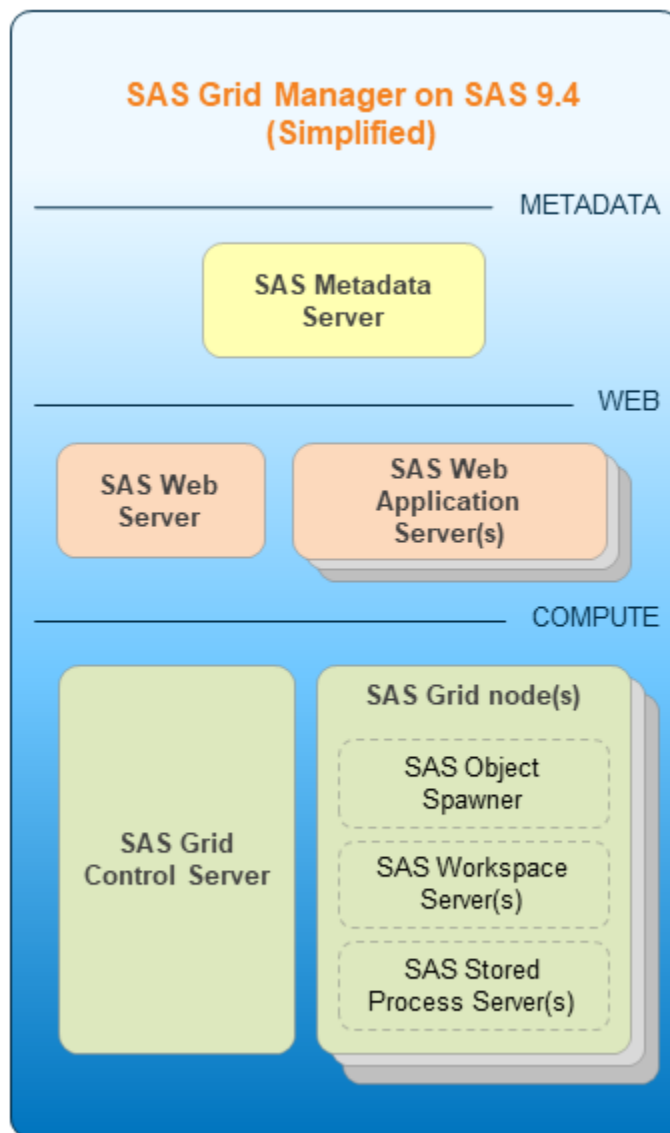 SAS Grid Manager on SAS 9.4
(Simplified)
METADATA
SAS Metadata
Server
WEB
SAS Web
Server
SAS Web
Application
Server(s)
COMPUTE
SAS Grid
Control Server
SAS Grid node(s)
SAS Object
Spawner
SAS Workspace
Server(s)
SAS Stored
Process Server(s)